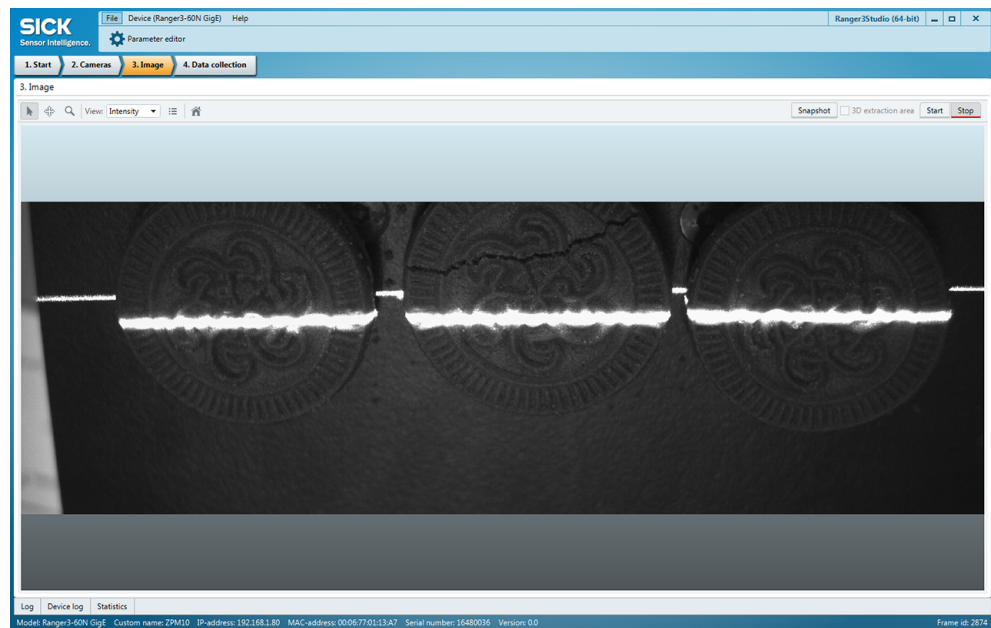 SICK
Sensor Intelligence.
File Device (Ranger3-60N GigE) Help
Ranger3Studio (64-bit)
Parameter editor
1. Start 2. Cameras 3. Image 4. Data collection
3. Image
View: Intensity
Snapshot 3D extraction area Start Stop
Log Device log Statistics
Model: Ranger3-60N GigE Custom name: ZPM10 IP-address: 192.168.1.80 MAC-address: 00:06:77:01:13:A7 Serial number: 16480036 Version: 0.0 Frame id: 2874